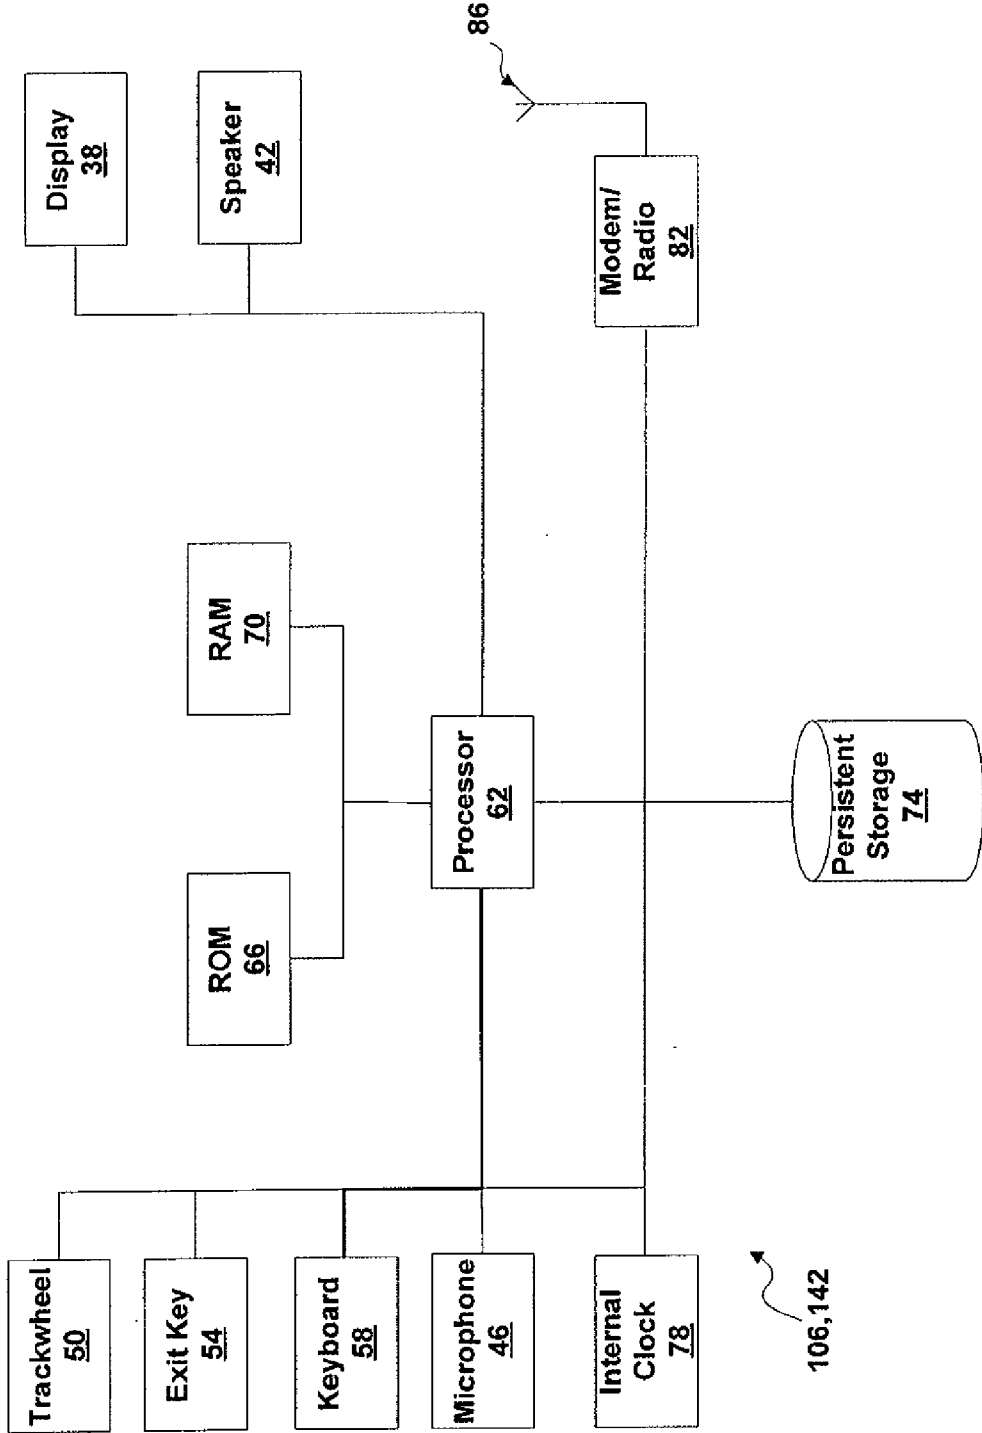 Trackwheel
50
Exit Key
54
Keyboard
58
Microphone
46
Internal
Clock
78
106,142
ROM
66
RAM
70
Processor
62
Persistent
Storage
74
Display
38
Speaker
42
Modem/
Radio
82
86